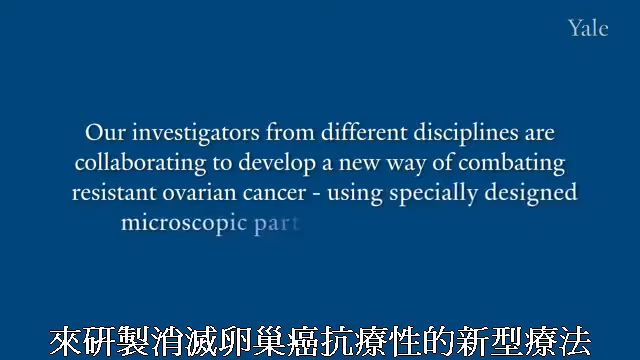 Yale
Our investigators from different disciplines are
collaborating to develop a new way of combating
resistant ovarian cancer - using specially designed
microscopic part
來研製消滅卵巢癌抗療性的新型療法